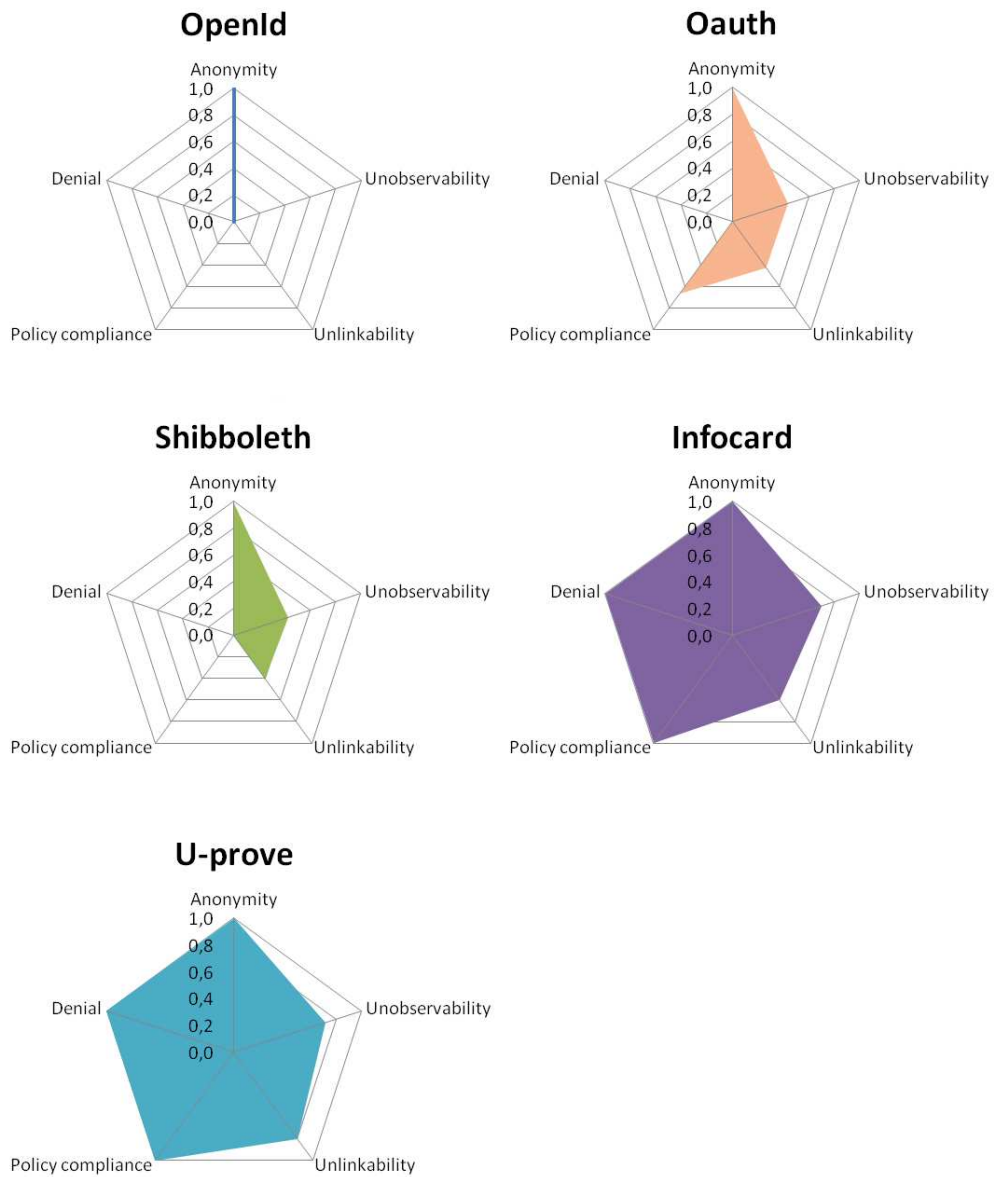 OpenId
Anonymity
1,0
0,8
0,6
0,4
0,2
0,0
Denial
Unobservability
Policy compliance
Unlinkability
Oauth
Anonymity
1,0
0,8
0,6
0,4
0,2
0,0
Denial
Unobservability
Policy compliance
Unlinkability
Shibboleth
Anonymity
1,0
0,8
0,6
0,4
0,2
0,0
Denial
Unobservability
Policy compliance
Unlinkability
Infocard
Anonymity
1,0
0,8
0,6
0,4
0,2
0,0
Denial
Unobservability
Policy compliance
Unlinkability
U-prove
Anonymity
1,0
0,8
0,6
0,4
0,2
0,0
Denial
Unobservability
Policy compliance
Unlinkability